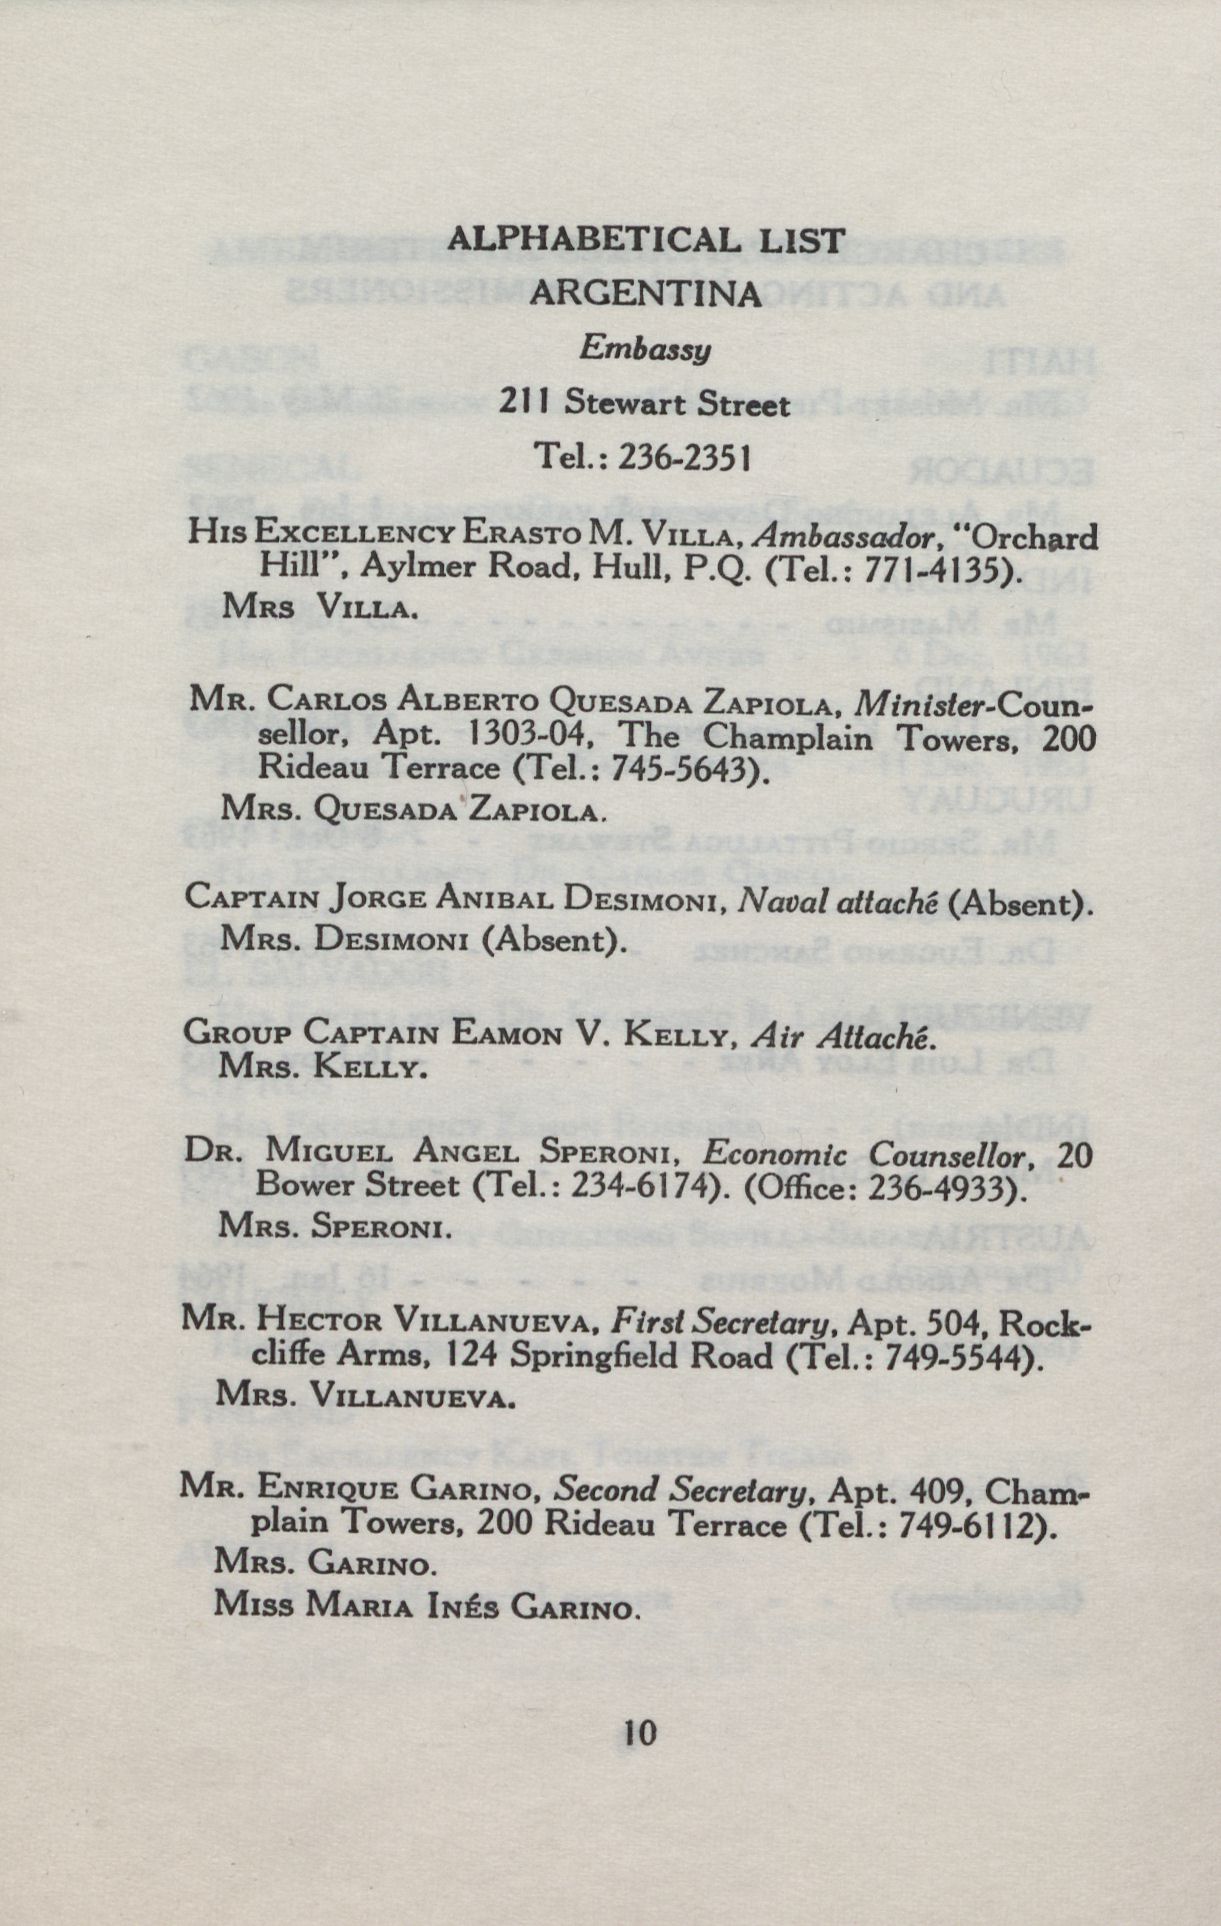 ALPHABETICAL LIST
ARGENTINA
Embassy
211 Stewart Street
Tel.: 236-2351
His Excellency Erasto M. Villa, Ambassador, “Orchard
Hill”, Aylmer Road, Hull, P.Q. (Tel.: 771-4135).
Mrs Villa.
Mr. Carlos Alberto Quesada Zapiola, Minister-Coun-
sellor, Apt. 1303-04, The Champlain Towers, 200
Rideau Terrace (Tel.: 745-5643).
Mrs. Quesada Zapiola.
Captain Jorge Anibal Desimoni, Naval attaché (Absent).
Mrs. Desimoni (Absent).
Group Captain Eamon V. Kelly, Air Attaché.
Mrs. Kelly.
Dr. Miguel Angel Speroni, Economic Counsellor, 20
Bower Street (Tel.: 234-6174). (Office: 236-4933).
Mrs. Speroni.
Mr. Hector Villanueva, First Secretary, Apt. 504, Rock-
cliffe Arms, 124 Springfield Road (Tel.: 749-5544).
Mrs. Villanueva.
Mr. Enrique Garino, Second Secretary, Apt. 409, Cham-
plain Towers, 200 Rideau Terrace (Tel.: 749-6112).
Mrs. Garino.
Miss Maria Inés Garino.
10